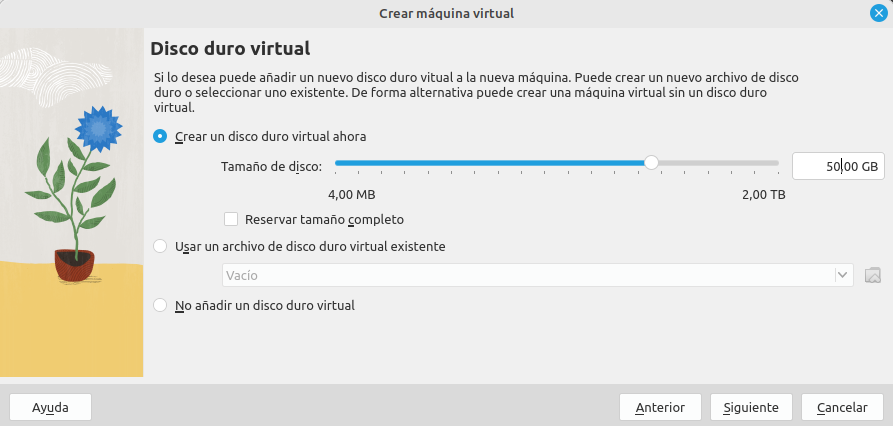 Crear máquina virtual
Disco duro virtual
Si lo desea puede añadir un nuevo disco duro vitual a la nueva máquina. Puede crear un nuevo archivo de disco
duro o seleccionar uno existente. De forma alternativa puede crear una máquina virtual sin un disco duro
virtual.
Crear un disco duro virtual ahora
Tamaño de disco:
50,00 GB
4,00 MB
2,00 TB
Reservar tamaño completo
Usar un archivo de disco duro virtual existente
Vacío
No añadir un disco duro virtual
Ayuda
Anterior
Siguiente
Cancelar